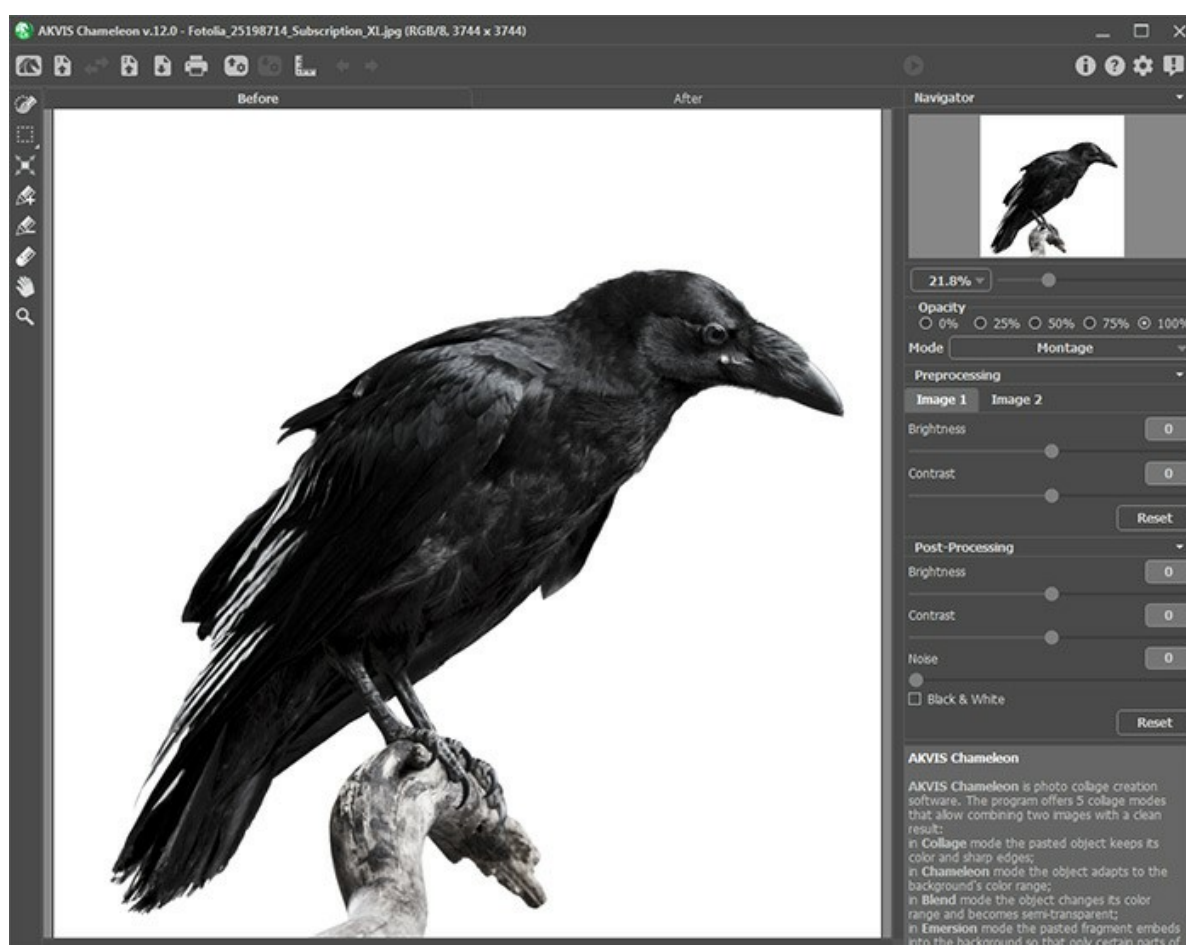 AKVIS Chameleon v.12.0 - Fotolia_25198714_Subscription_XL.jpg (RGB/8, 3744 x 3744)
Before
After
Navigator
21.8%
Opacity
0% 25% 50% 75% 100%
Mode Montage
Preprocessing
Image 1 Image 2
Brightness 0
Contrast 0
Reset
Post-Processing
Brightness 0
Contrast 0
Noise 0
Black & White
Reset
AKVIS Chameleon
AKVIS Chameleon is photo collage creation
software. The program offers 5 collage modes
that allow combining two images with a clean
result:
in Collage mode the pasted object keeps its
color and sharp edges;
in Chameleon mode the object adapts to the
background's color range;
in Blend mode the object changes its color
range and becomes semi-transparent;
in Emersion mode the pasted fragment embeds
into the background so that only certain parts of